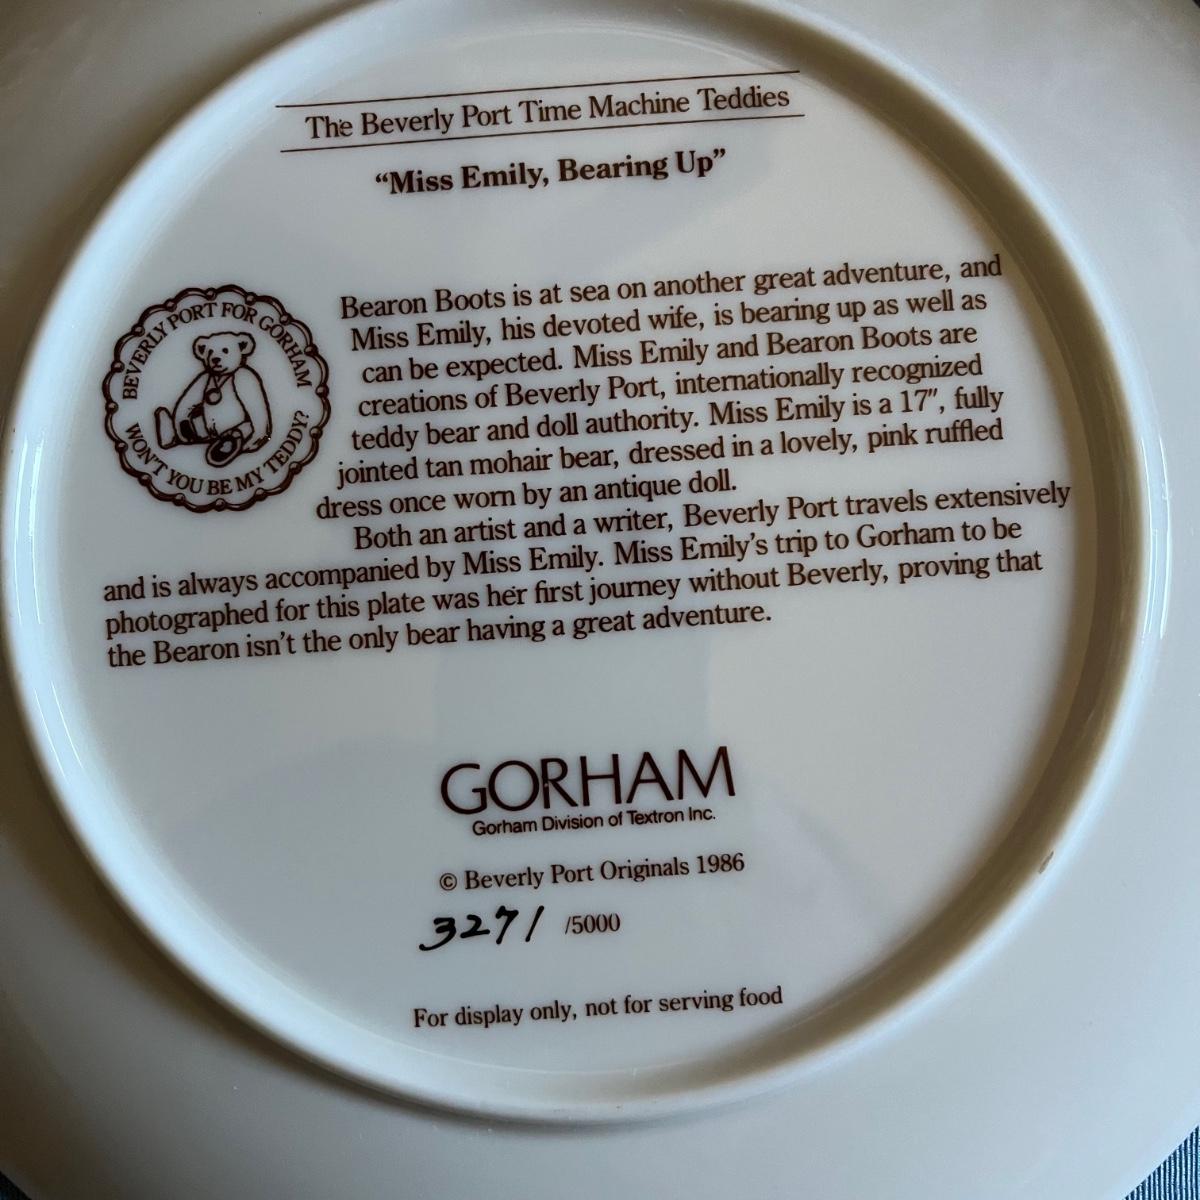 The Beverly Port Time Machine Teddies
“Miss Emily, Bearing Up”
BEVERLY PORT FOR GORHAM
WON'T YOU BE MY TEDDY?
Bearon Boots is at sea on another great adventure, and
Miss Emily, his devoted wife, is bearing up as well as
can be expected. Miss Emily and Bearon Boots are
creations of Beverly Port, internationally recognized
teddy bear and doll authority. Miss Emily is a 17", fully
jointed tan mohair bear, dressed in a lovely, pink ruffled
dress once worn by an antique doll.
Both an artist and a writer, Beverly Port travels extensively
and is always accompanied by Miss Emily. Miss Emily's trip to Gorham to be
photographed for this plate was her first journey without Beverly, proving that
the Bearon isn't the only bear having a great adventure.
GORHAM
Gorham Division of Textron Inc.
© Beverly Port Originals 1986
3271 /5000
For display only, not for serving food